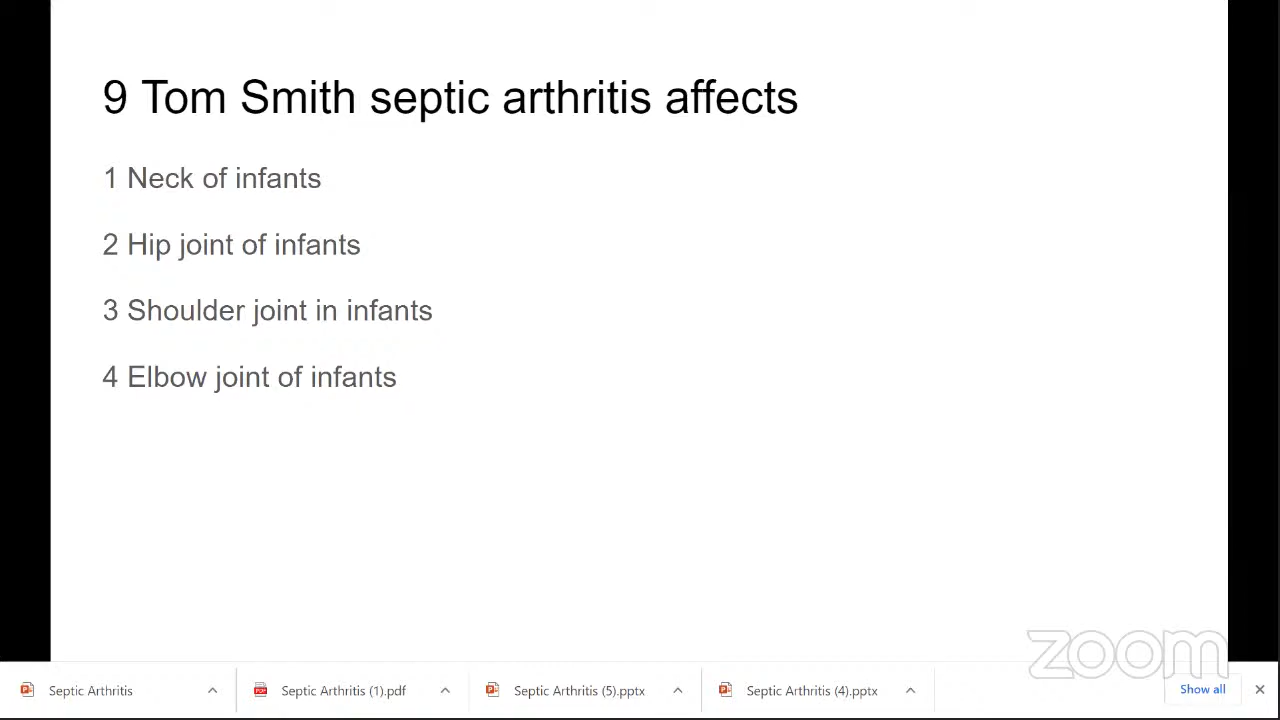 9 Tom Smith septic arthritis affects
1 Neck of infants
2 Hip joint of infants
3 Shoulder joint in infants
4 Elbow joint of infants
zoom
Septic Arthritis
PDF
Septic Arthritis (1).pdf
Septic Arthritis (5).pptx
Septic Arthritis (4).pptx
Show all